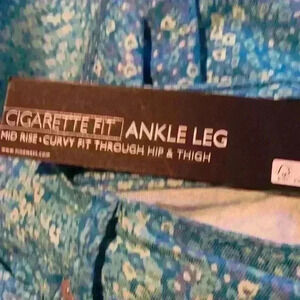 CIGARETTE FIT ANKLE LEG
MID RISE • CURVY FIT THROUGH HIP & THIGH